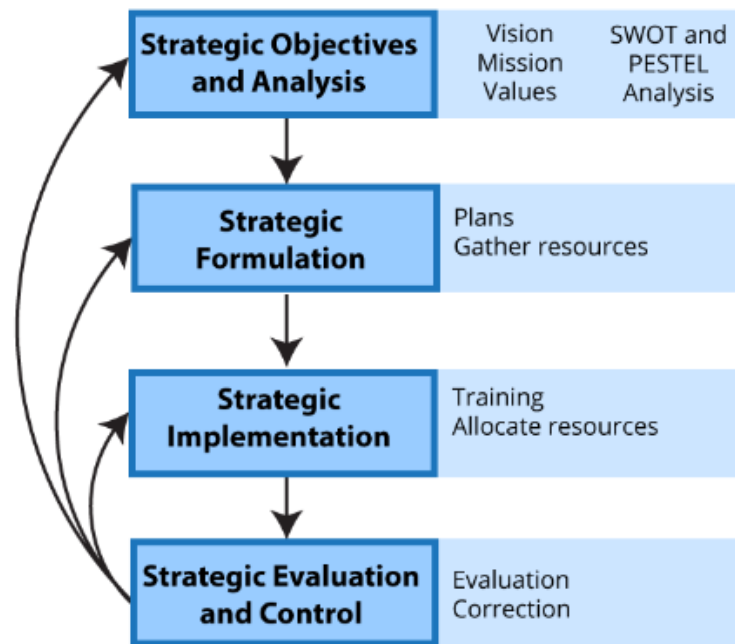 Strategic Objectives
and Analysis
Vision
Mission
Values
SWOT and
PESTEL
Analysis
Strategic
Formulation
Plans
Gather resources
Strategic
Implementation
Training
Allocate resources
Strategic Evaluation
and Control
Evaluation
Correction